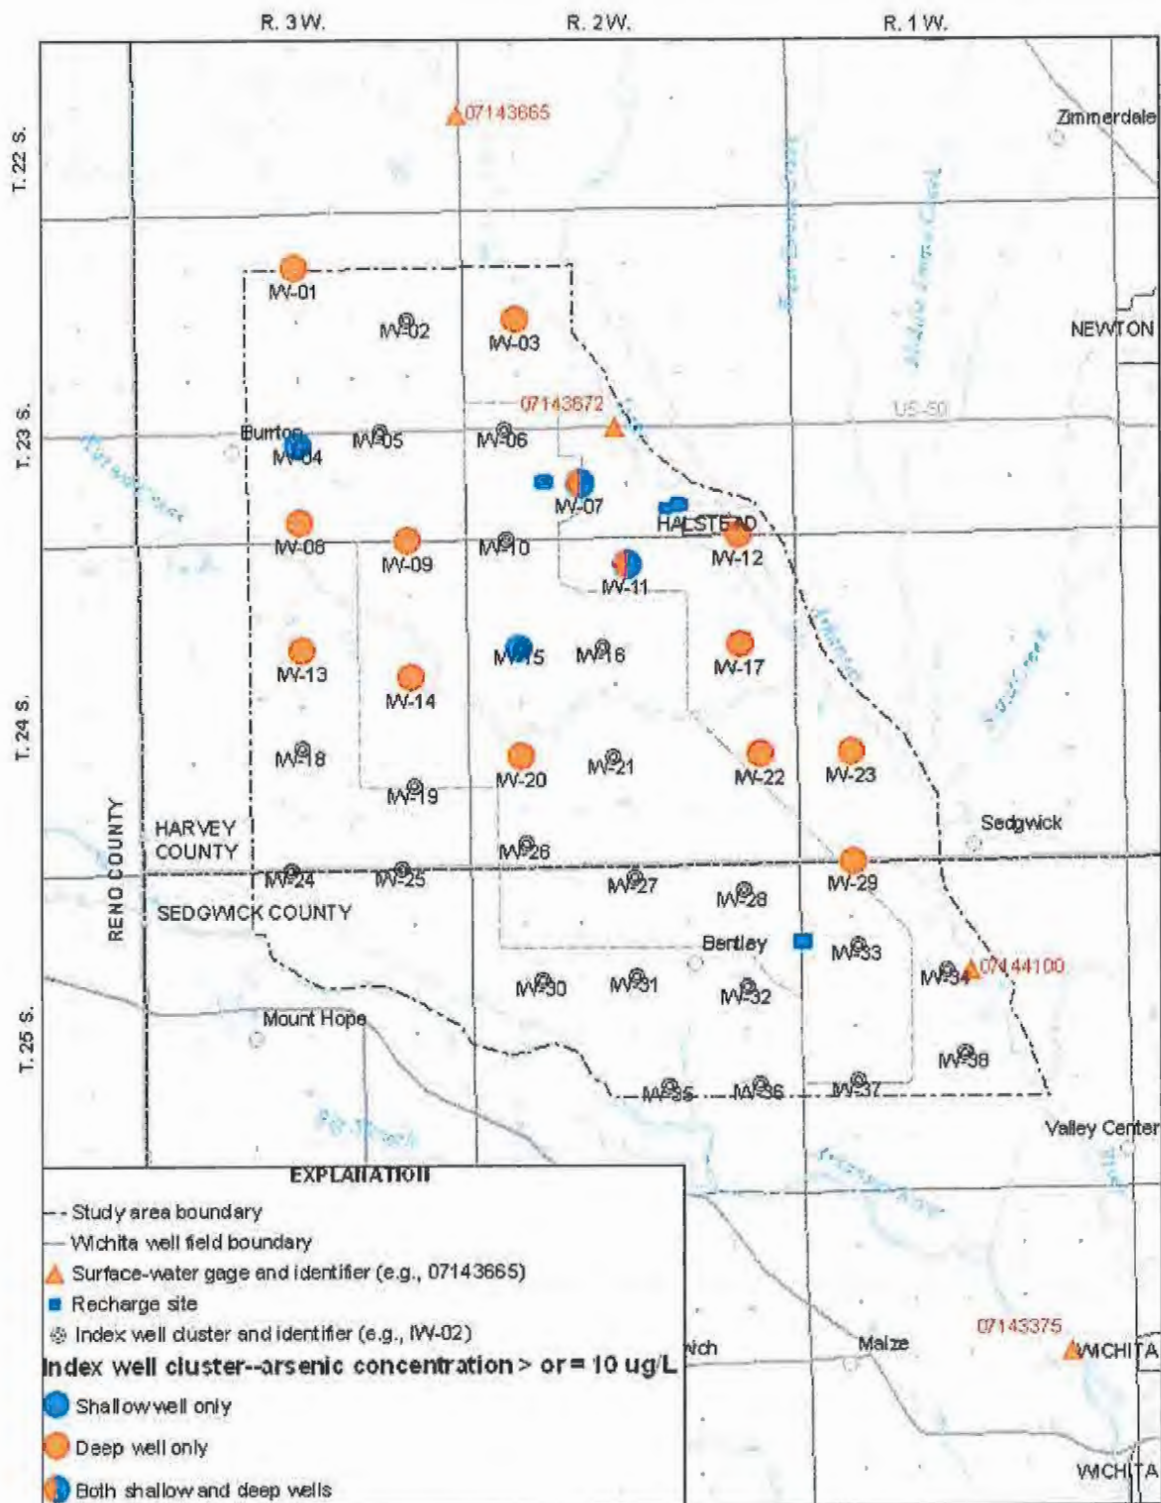 R. 3W. R. 2W. R. 1W.
T. 22 S.
T. 23 S.
T. 24 S.
T. 25 S.
07143665
Zimmerdale
IW-01
IW-02
IW-03
NEWTON
07143672
US-50
Burrton
IW-04
IW-05
IW-06
IW-07
HALSTEAD
IW-08
IW-09
IW-10
IW-11
IW-12
IW-13
IW-14
IW-15
IW-16
IW-17
IW-18
IW-19
IW-20
IW-21
IW-22
IW-23
RENO COUNTY
HARVEY
COUNTY
Sedgwick
IW-24
IW-25
IW-26
IW-27
IW-28
IW-29
SEDGWICK COUNTY
Bentley
IW-30
IW-31
IW-32
IW-33
IW-34
07144100
Mount Hope
IW-35
IW-36
IW-37
IW-38
Valley Center
EXPLANATION
Study area boundary
Wichita well field boundary
Surface-water gage and identifier (e.g., 07143665)
Recharge site
Index well cluster and identifier (e.g., IW-02)
Index well cluster--arsenic concentration > or = 10 ug/L
Shallow well only
Deep well only
Both shallow and deep wells
wich
Maize
07143375
WICHITA
WICHITA